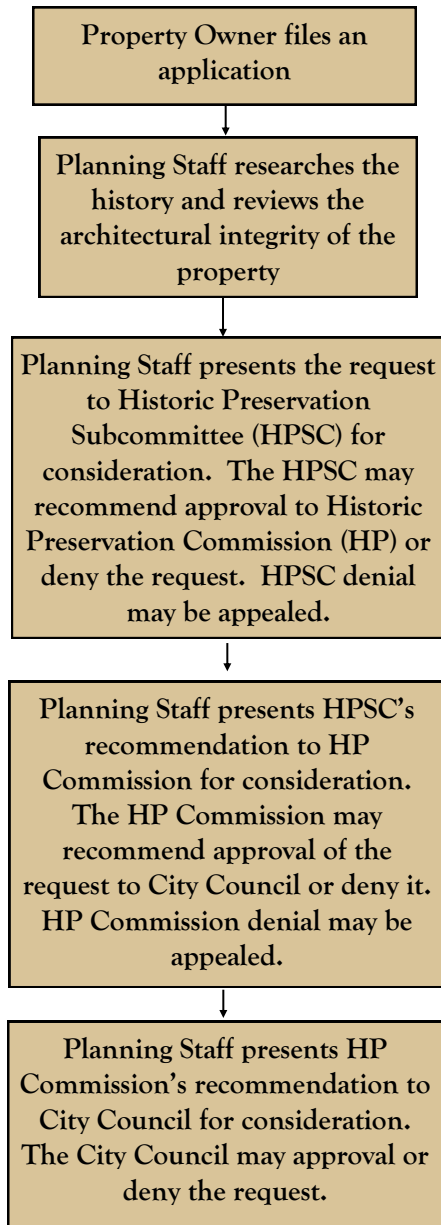 Property Owner files an
application
Planning Staff researches the
history and reviews the
architectural integrity of the
property
Planning Staff presents the request
to Historic Preservation
Subcommittee (HPSC) for
consideration.  The HPSC may
recommend approval to Historic
Preservation Commission (HP) or
deny the request.  HPSC denial
may be appealed.
Planning Staff presents HPSC’s
recommendation to HP
Commission for consideration.
The HP Commission may
recommend approval of the
request to City Council or deny it.
HP Commission denial may be
appealed.
Planning Staff presents HP
Commission’s recommendation to
City Council for consideration.
The City Council may approval or
deny the request.